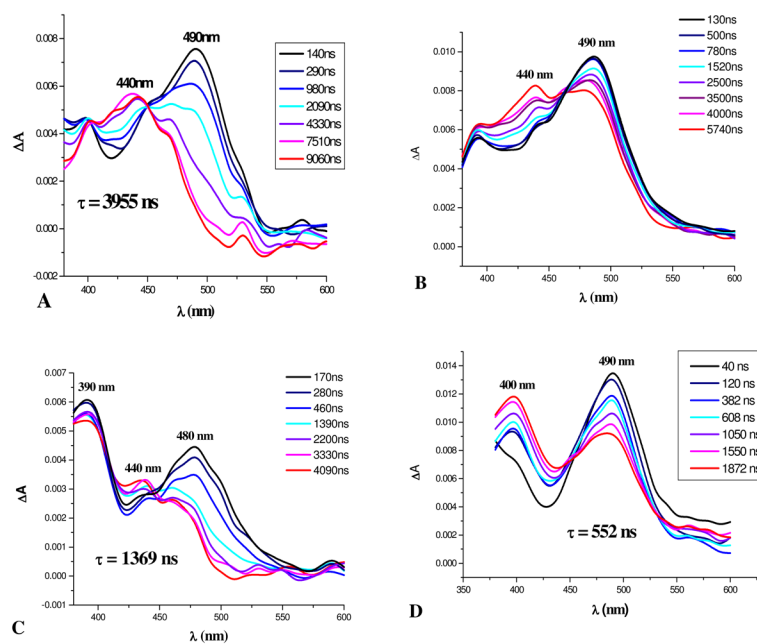 0.008
0.006
0.004
0.002
0.000
-0.002
ΔA
490nm
440nm
140ns
290ns
980ns
2090ns
4330ns
7510ns
9060ns
τ = 3955 ns
400
450
500
550
600
λ (nm)
A
0.010
0.008
0.006
0.004
0.002
0.000
ΔA
490 nm
440 nm
130ns
500ns
780ns
1520ns
2500ns
3500ns
4000ns
5740ns
400
450
500
550
600
λ (nm)
B
0.007
0.006
0.005
0.004
0.003
0.002
0.001
0.000
-0.001
ΔA
390 nm
440 nm
480 nm
170ns
280ns
460ns
1390ns
2200ns
3330ns
4090ns
τ = 1369 ns
400
450
500
550
600
λ (nm)
C
0.014
0.012
0.010
0.008
0.006
0.004
0.002
0.000
ΔA
400 nm
490 nm
40 ns
120 ns
382 ns
608 ns
1050 ns
1550 ns
1872 ns
τ = 552 ns
350
400
450
500
550
600
λ (nm)
D